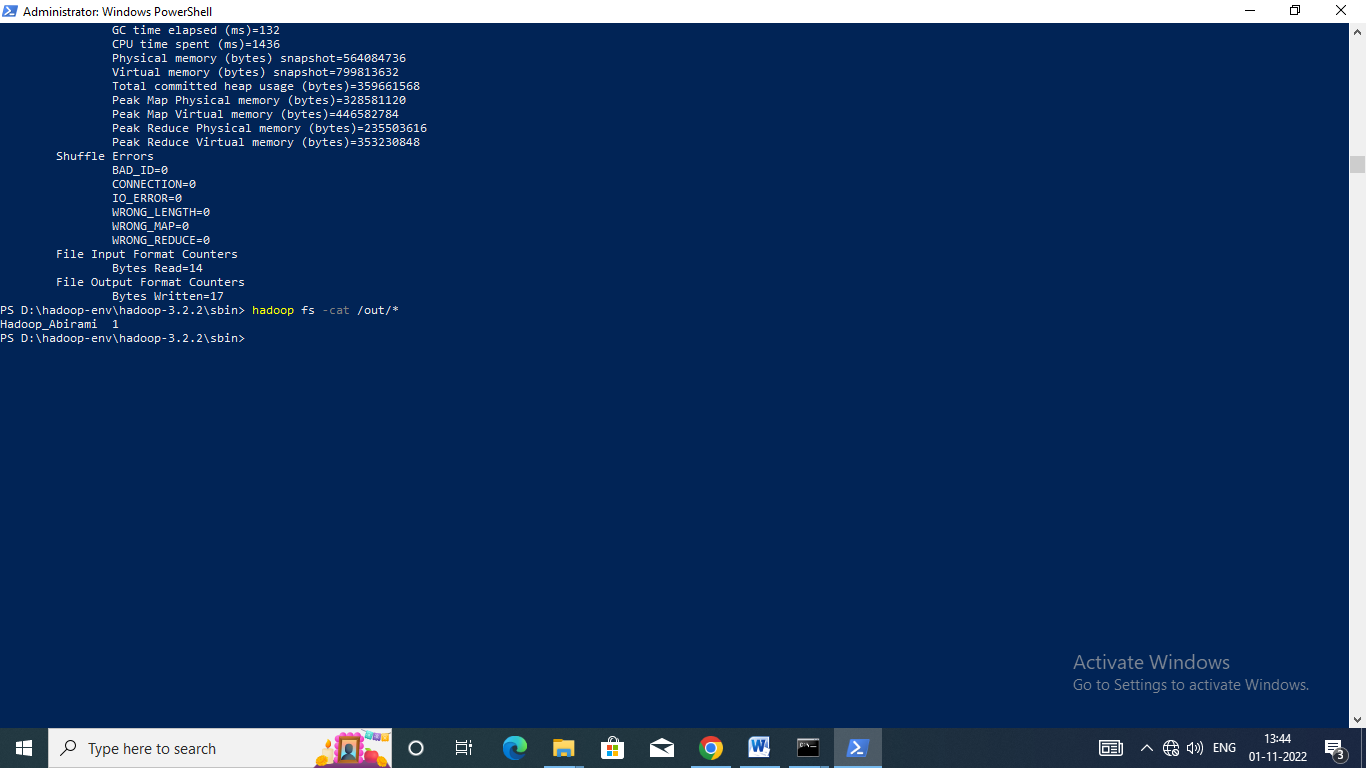 Administrator: Windows PowerShell
GC time elapsed (ms)=132
CPU time spent (ms)=1436
Physical memory (bytes) snapshot=564084736
Virtual memory (bytes) snapshot=799813632
Total committed heap usage (bytes)=359661568
Peak Map Physical memory (bytes)=328581120
Peak Map Virtual memory (bytes)=446582784
Peak Reduce Physical memory (bytes)=235503616
Peak Reduce Virtual memory (bytes)=353230848
Shuffle Errors
BAD_ID=0
CONNECTION=0
IO_ERROR=0
WRONG_LENGTH=0
WRONG_MAP=0
WRONG_REDUCE=0
File Input Format Counters
Bytes Read=14
File Output Format Counters
Bytes Written=17
PS D:\hadoop-env\hadoop-3.2.2\sbin> hadoop fs -cat /out/*
Hadoop_Abirami  1
PS D:\hadoop-env\hadoop-3.2.2\sbin>
Activate Windows
Go to Settings to activate Windows.
Type here to search
ENG
13:44
01-11-2022
3